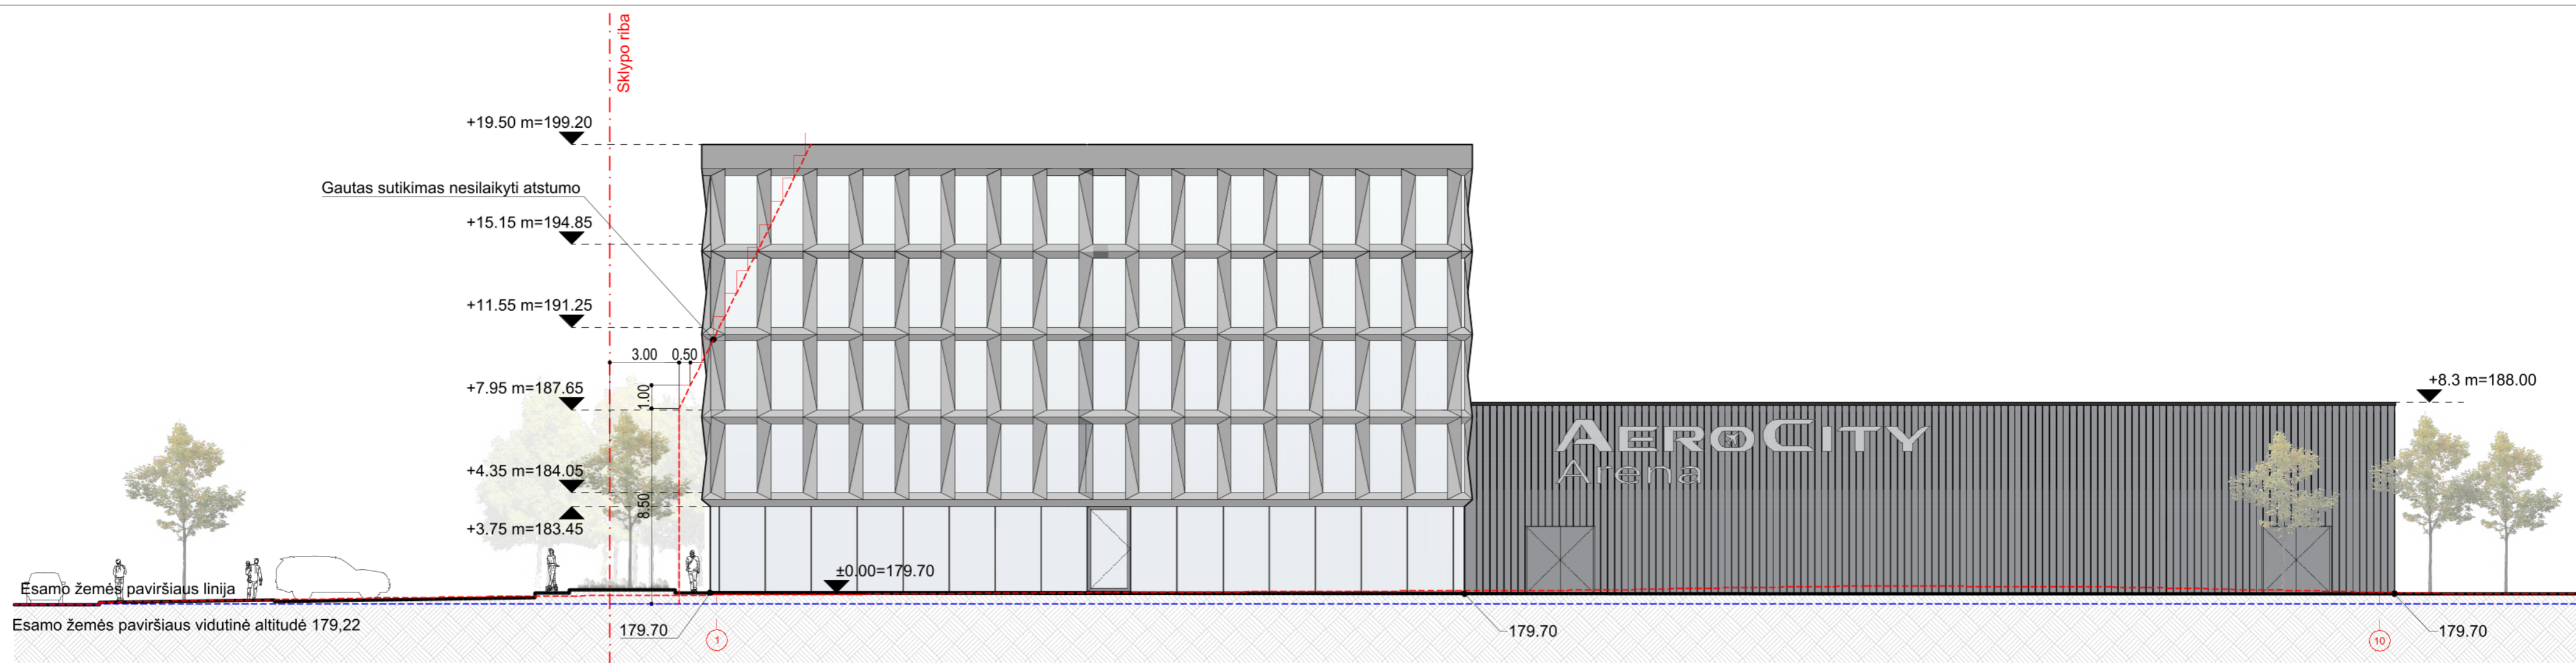 Sklypo riba
+19.50 m=199.20
Gautas sutikimas nesilaikyti atstumo
+15.15 m=194.85
+11.55 m=191.25
3.00 0.50
+7.95 m=187.65
1.00
+8.3 m=188.00
AEROCITY
Arena
+4.35 m=184.05
8.50
+3.75 m=183.45
±0.00=179.70
Esamo žemės paviršiaus linija
Esamo žemės paviršiaus vidutinė altitudė 179,22
179.70
1
179.70
10
179.70